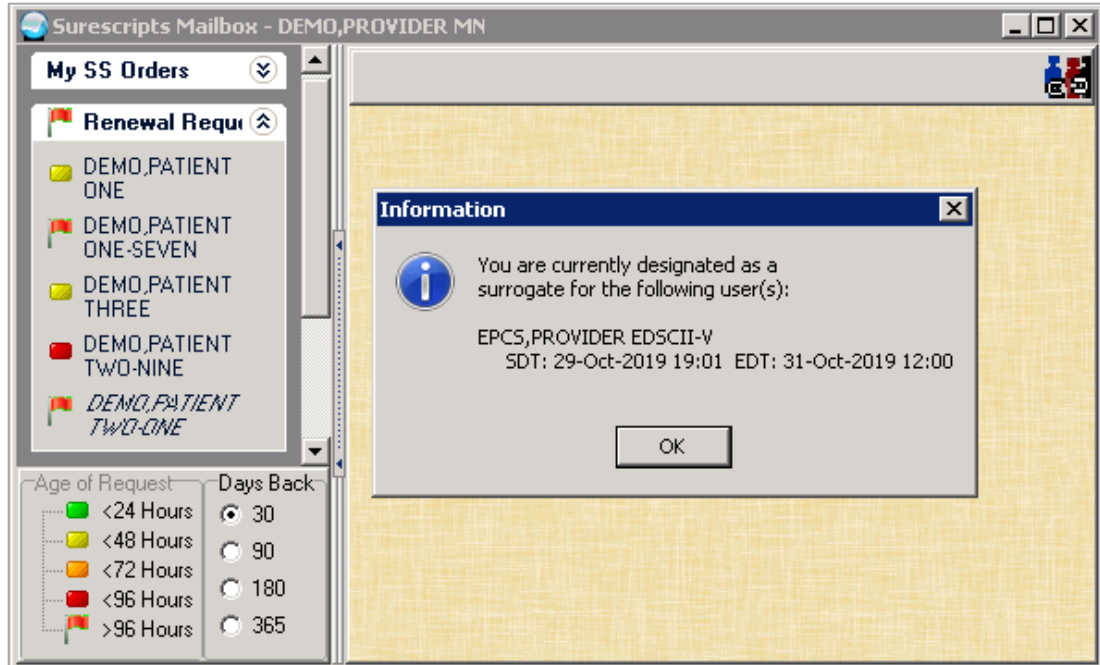 Surescripts Mailbox - DEMO,PROVIDER MN
My SS Orders
Renewal Requ
DEMO,PATIENT
ONE
DEMO,PATIENT
ONE-SEVEN
DEMO,PATIENT
THREE
DEMO,PATIENT
TWO-NINE
DEMO,PATIENT
TWO-ONE
Age of Request
<24 Hours
<48 Hours
<72 Hours
<96 Hours
>96 Hours
Days Back
30
90
180
365
Information
You are currently designated as a
surrogate for the following user(s):
EPCS,PROVIDER EDSCII-V
SDT: 29-Oct-2019 19:01 EDT: 31-Oct-2019 12:00
OK